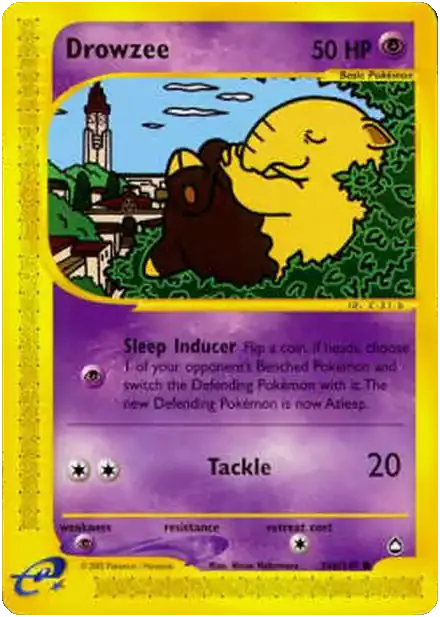 Drowzee 50 HP
Basic Pokémon
Sleep Inducer Flip a coin. If heads, choose
1 of your opponent's Benched Pokémon and
switch the Defending Pokémon with it. The
new Defending Pokémon is now Asleep.
Tackle 20
weakness resistance retreat cost